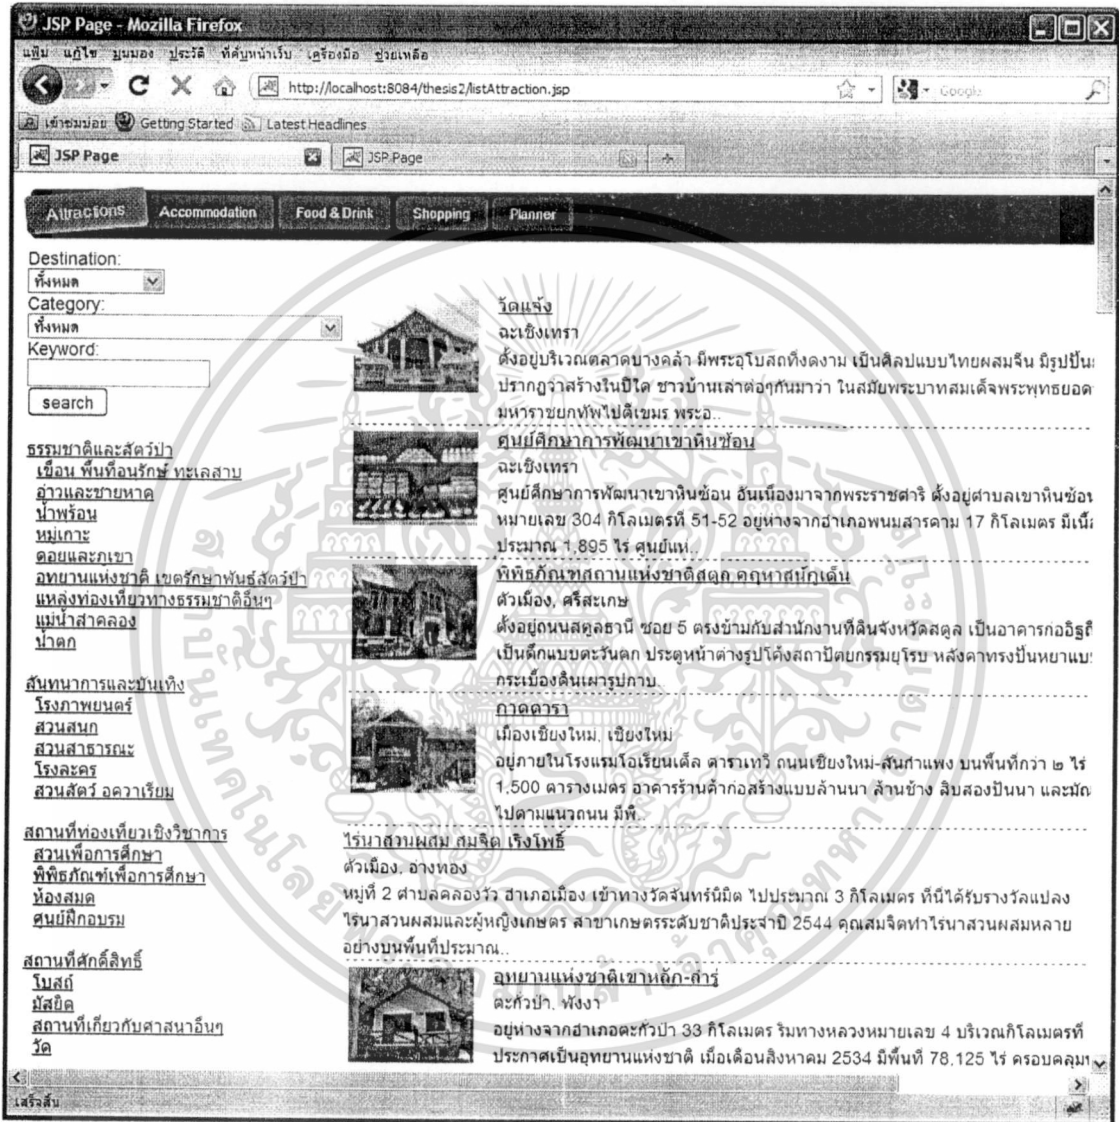 JSP Page - Mozilla Firefox
แฟ้ม แก้ไข มุมมอง ประวัติ ที่คั่นหน้าเว็บ เครื่องมือ ช่วยเหลือ
http://localhost:8084/thesis2/listAttraction.jsp
Google
เข้าชมบ่อย Getting Started Latest Headlines
JSP Page JSP Page
Attractions Accommodation Food & Drink Shopping Planner
Destination:
ทั้งหมด
Category:
ทั้งหมด
Keyword:
search
ธรรมชาติและสัตว์ป่า
เขื่อน พื้นที่อนุรักษ์ ทะเลสาบ
อ่าวและชายหาด
น้ำพุร้อน
หมู่เกาะ
ดอยและภูเขา
อุทยานแห่งชาติ เขตรักษาพันธุ์สัตว์ป่า
แหล่งท่องเที่ยวทางธรรมชาติอื่นๆ
แม่น้ำลำคลอง
น้ำตก
สันทนาการและบันเทิง
โรงภาพยนตร์
สวนสนุก
สวนสาธารณะ
โรงละคร
สวนสัตว์ อควาเรียม
สถานที่ท่องเที่ยวเชิงวิชาการ
สวนเพื่อการศึกษา
พิพิธภัณฑ์เพื่อการศึกษา
ห้องสมุด
ศูนย์ฝึกอบรม
สถานที่ศักดิ์สิทธิ์
โบสถ์
มัสยิด
สถานที่เกี่ยวกับศาสนาอื่นๆ
วัด
วัดแจ้ง
ฉะเชิงเทรา
ตั้งอยู่บริเวณตลาดบางคล้า มีพระอุโบสถที่งดงาม เป็นศิลปแบบไทยผสมจีน มีรูปปั้น
ปรากฏว่าสร้างในปีใด ชาวบ้านเล่าต่อๆกันมาว่า ในสมัยพระบาทสมเด็จพระพุทธยอด
มหาราชยกทัพไปตีเขมร พระอ..
ศูนย์ศึกษาการพัฒนาเขาหินซ้อน
ฉะเชิงเทรา
ศูนย์ศึกษาการพัฒนาเขาหินซ้อน อันเนื่องมาจากพระราชดำริ ตั้งอยู่ตำบลเขาหินซ้อน
หมายเลข 304 กิโลเมตรที่ 51-52 อยู่ห่างจากอำเภอพนมสารคาม 17 กิโลเมตร มีเนื้อ
ประมาณ 1,895 ไร่ ศูนย์แห่..
พิพิธภัณฑสถานแห่งชาติสตูล คฤหาสน์กูเด็น
ตัวเมือง, ศรีสะเกษ
ตั้งอยู่ถนนสตูลธานี ซอย 5 ตรงข้ามกับสำนักงานที่ดินจังหวัดสตูล เป็นอาคารก่ออิฐถื
เป็นตึกแบบตะวันตก ประตูหน้าต่างรูปโค้งสถาปัตยกรรมยุโรป หลังคาทรงปั้นหยาแบบ
กระเบื้องดินเผารูปกาบ..
กาดดารา
เมืองเชียงใหม่, เชียงใหม่
อยู่ภายในโรงแรมโอเรียนเต็ล ดาราเทวี ถนนเชียงใหม่-สันกำแพง บนพื้นที่กว่า ๒ ไร่
1,500 ตารางเมตร อาคารร้านค้าก่อสร้างแบบล้านนา ล้านช้าง สิบสองปันนา และมัณ
ไปตามแนวถนน มีพื..
ไร่นาสวนผสม สมจิต เริงโพธิ์
ตัวเมือง, อ่างทอง
หมู่ที่ 2 ตำบลคลองวัว อำเภอเมือง เข้าทางวัดจันทร์นิมิต ไปประมาณ 3 กิโลเมตร ที่นี่ได้รับรางวัลแปลง
ไร่นาสวนผสมและผู้หญิงเกษตร สาขาเกษตรระดับชาติประจำปี 2544 คุณสมจิตทำไร่นาสวนผสมหลาย
อย่างบนพื้นที่ประมาณ..
อุทยานแห่งชาติเขาหลัก-ลำรู่
ตะกั่วป่า, พังงา
อยู่ห่างจากอำเภอตะกั่วป่า 33 กิโลเมตร ริมทางหลวงหมายเลข 4 บริเวณกิโลเมตรที่
ประกาศเป็นอุทยานแห่งชาติ เมื่อเดือนสิงหาคม 2534 มีพื้นที่ 78,125 ไร่ ครอบคลุม
เสร็จสิ้น